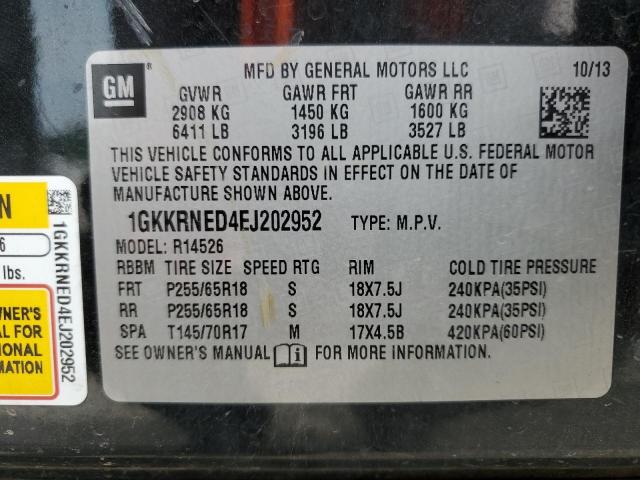 GM ® MFD BY GENERAL MOTORS LLC 10/13
GVWR GAWR FRT GAWR RR
2908 KG 1450 KG 1600 KG
6411 LB 3196 LB 3527 LB
THIS VEHICLE CONFORMS TO ALL APPLICABLE U.S. FEDERAL MOTOR
VEHICLE SAFETY STANDARDS IN EFFECT ON THE DATE OF
MANUFACTURE SHOWN ABOVE.
1GKKRNED4EJ202952 TYPE: M.P.V.
MODEL: R14526
RBBM TIRE SIZE SPEED RTG RIM COLD TIRE PRESSURE
FRT P255/65R18 S 18X7.5J 240KPA(35PSI)
RR P255/65R18 S 18X7.5J 240KPA(35PSI)
SPA T145/70R17 M 17X4.5B 420KPA(60PSI)
SEE OWNER'S MANUAL i FOR MORE INFORMATION.
N
6
lbs.
WNER'S
AL FOR
IONAL
MATION
1GKKRNED4EJ202952